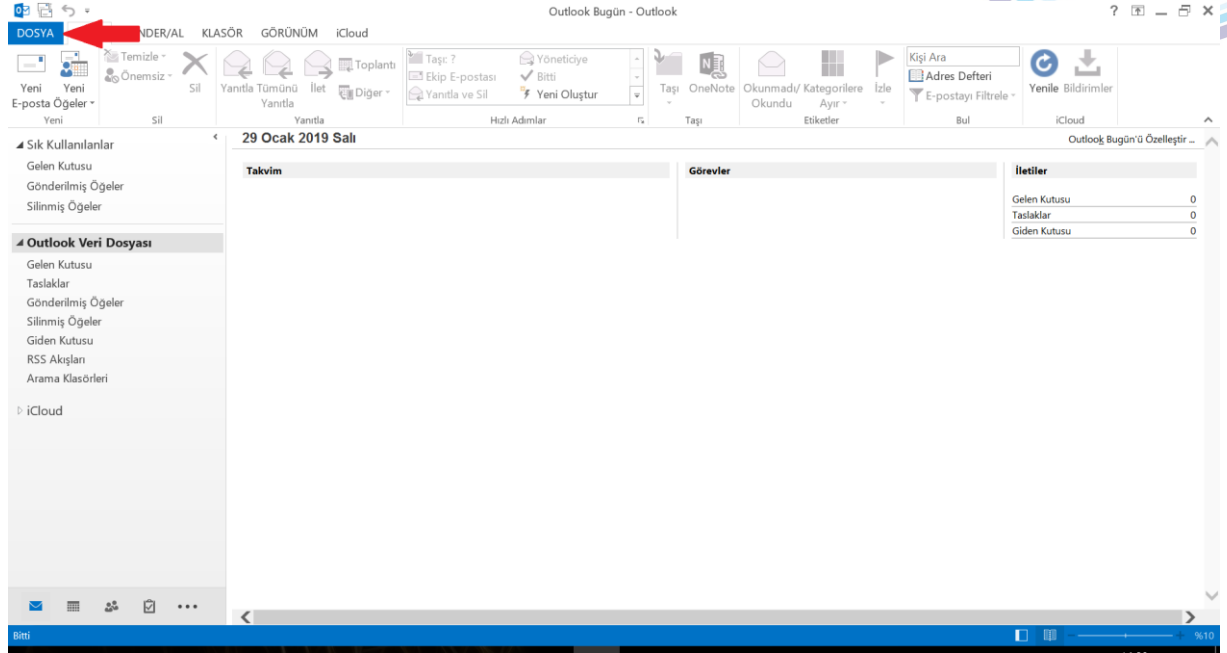 Outlook Bugün - Outlook
DOSYA NDER/AL KLASÖR GÖRÜNÜM iCloud
Yeni E-posta
Yeni Öğeler
Yeni
Temizle
Önemsiz
Sil
Sil
Yanıtla
Tümünü Yanıtla
İlet
Toplantı
Diğer
Yanıtla
Taşı: ?
Ekip E-postası
Yanıtla ve Sil
Yöneticiye
Bitti
Yeni Oluştur
Hızlı Adımlar
Taşı
OneNote
Taşı
Okunmadı/ Okundu
Kategorilere Ayır
İzle
Etiketler
Kişi Ara
Adres Defteri
E-postayı Filtrele
Bul
Yenile
Bildirimler
iCloud
Sık Kullanılanlar
Gelen Kutusu
Gönderilmiş Öğeler
Silinmiş Öğeler
Outlook Veri Dosyası
Gelen Kutusu
Taslaklar
Gönderilmiş Öğeler
Silinmiş Öğeler
Giden Kutusu
RSS Akışları
Arama Klasörleri
iCloud
29 Ocak 2019 Salı
Outlook Bugün'ü Özelleştir ...
Takvim
Görevler
İletiler
Gelen Kutusu 0
Taslaklar 0
Giden Kutusu 0
Bitti
%10